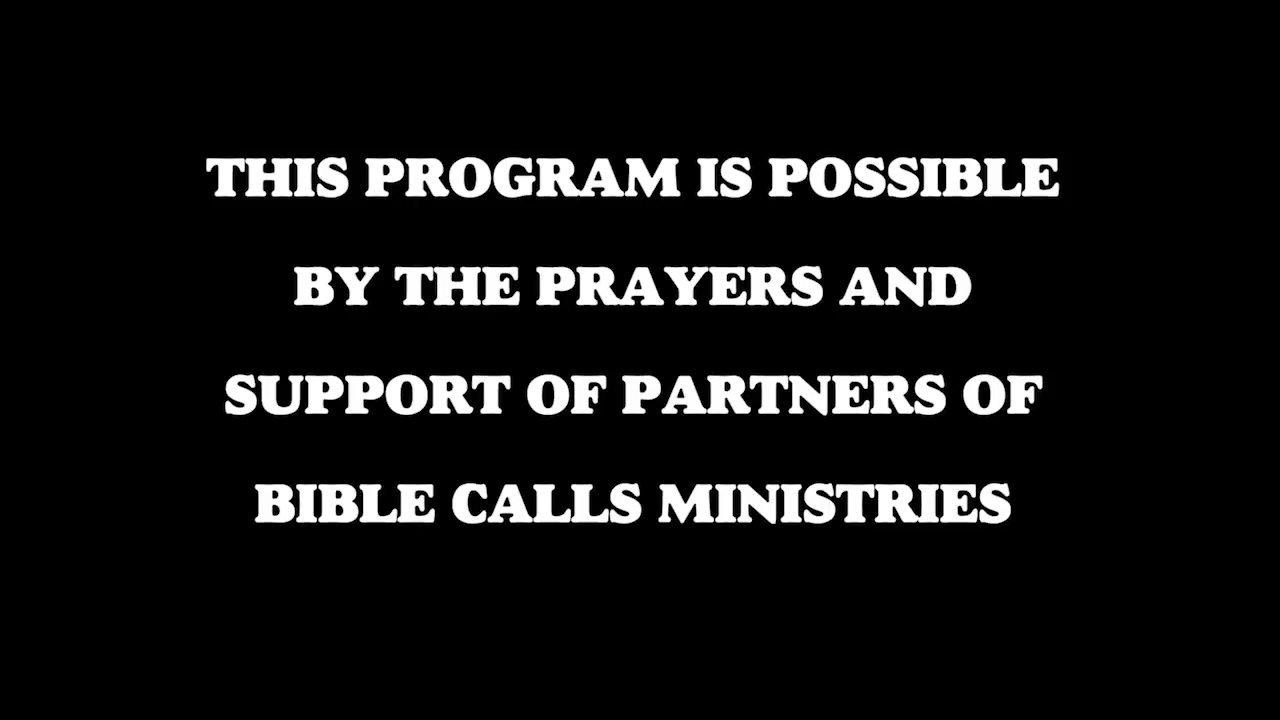 THIS PROGRAM IS POSSIBLE
BY THE PRAYERS AND
SUPPORT OF PARTNERS OF
BIBLE CALLS MINISTRIES